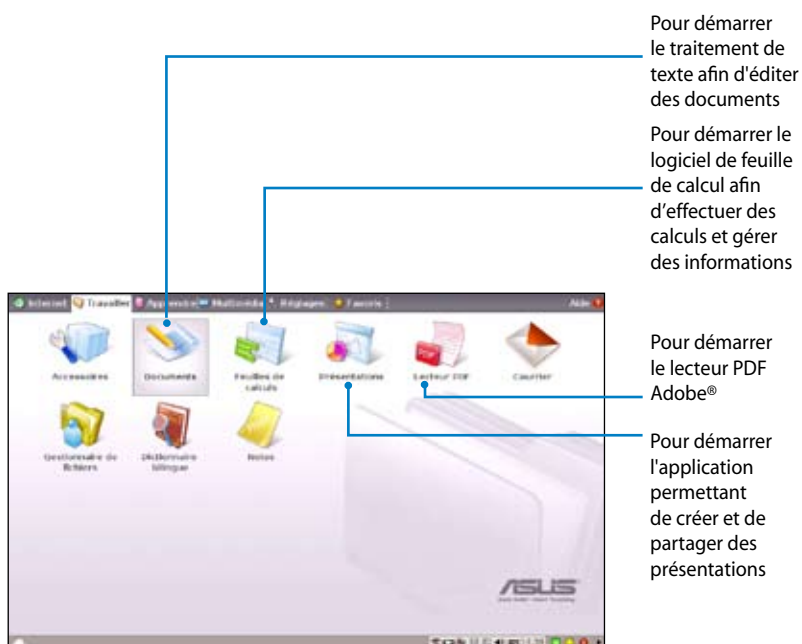 Pour démarrer
le traitement de
texte afin d'éditer
des documents
Pour démarrer le
logiciel de feuille
de calcul afin
d’effectuer des
calculs et gérer
des informations
Internet Travailler Apprendre Multimédia Réglages Favoris Aide
Accessoires Documents Feuilles de Présentations Lecteur PDF Courrier
calculs
Pour démarrer
le lecteur PDF
Adobe®
Gestionnaire de Dictionnaire Notes
fichiers bilingue
Pour démarrer
l'application
permettant
de créer et de
partager des
présentations
ASUS